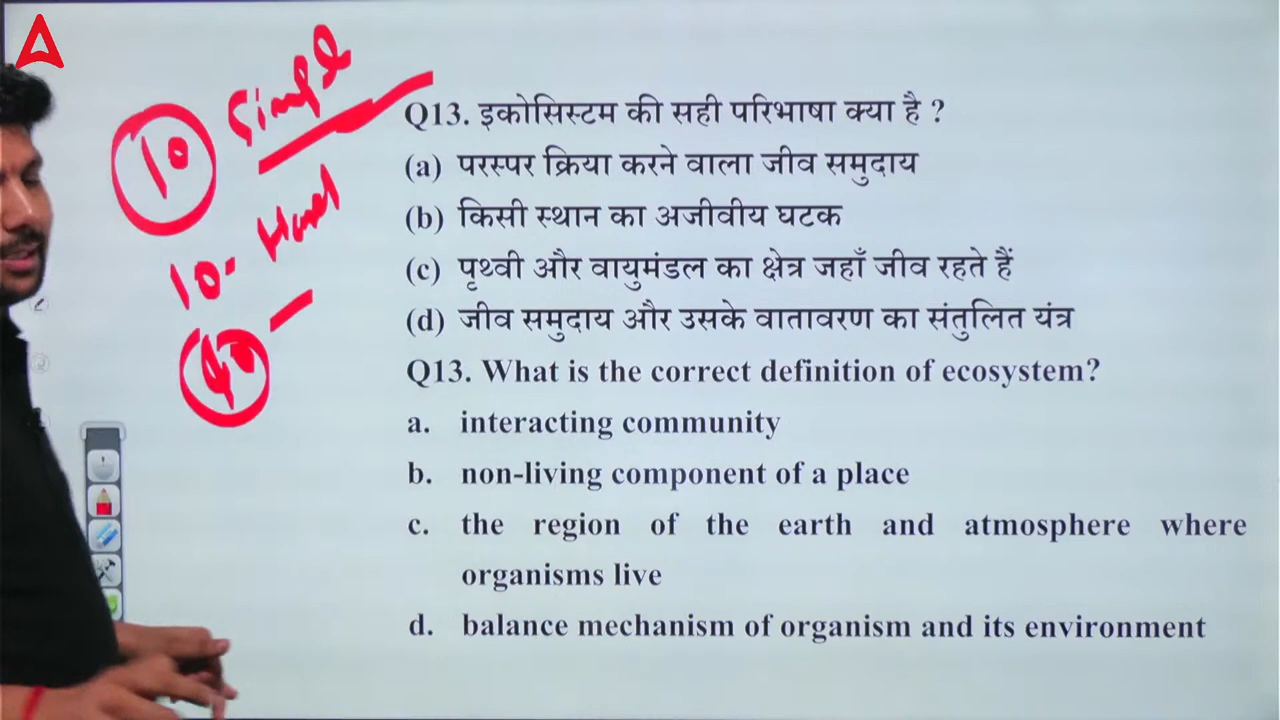 Simple
10
10. Hard
40
Q13. इकोसिस्टम की सही परिभाषा क्या है ?
(a) परस्पर क्रिया करने वाला जीव समुदाय
(b) किसी स्थान का अजीवीय घटक
(c) पृथ्वी और वायुमंडल का क्षेत्र जहाँ जीव रहते हैं
(d) जीव समुदाय और उसके वातावरण का संतुलित यंत्र
Q13. What is the correct definition of ecosystem?
a. interacting community
b. non-living component of a place
c. the region of the earth and atmosphere where
organisms live
d. balance mechanism of organism and its environment